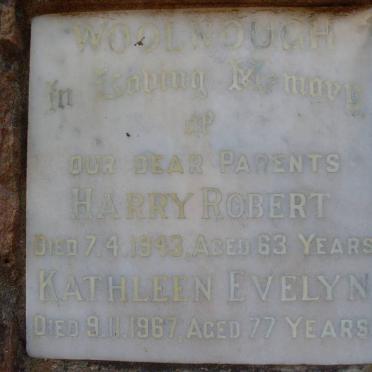 WOOLNOUGH
In Loving Memory
of
OUR DEAR PARENTS
HARRY ROBERT
DIED 7.4.1943, AGED 63 YEARS
KATHLEEN EVELYN
DIED 9.11.1967, AGED 77 YEARS